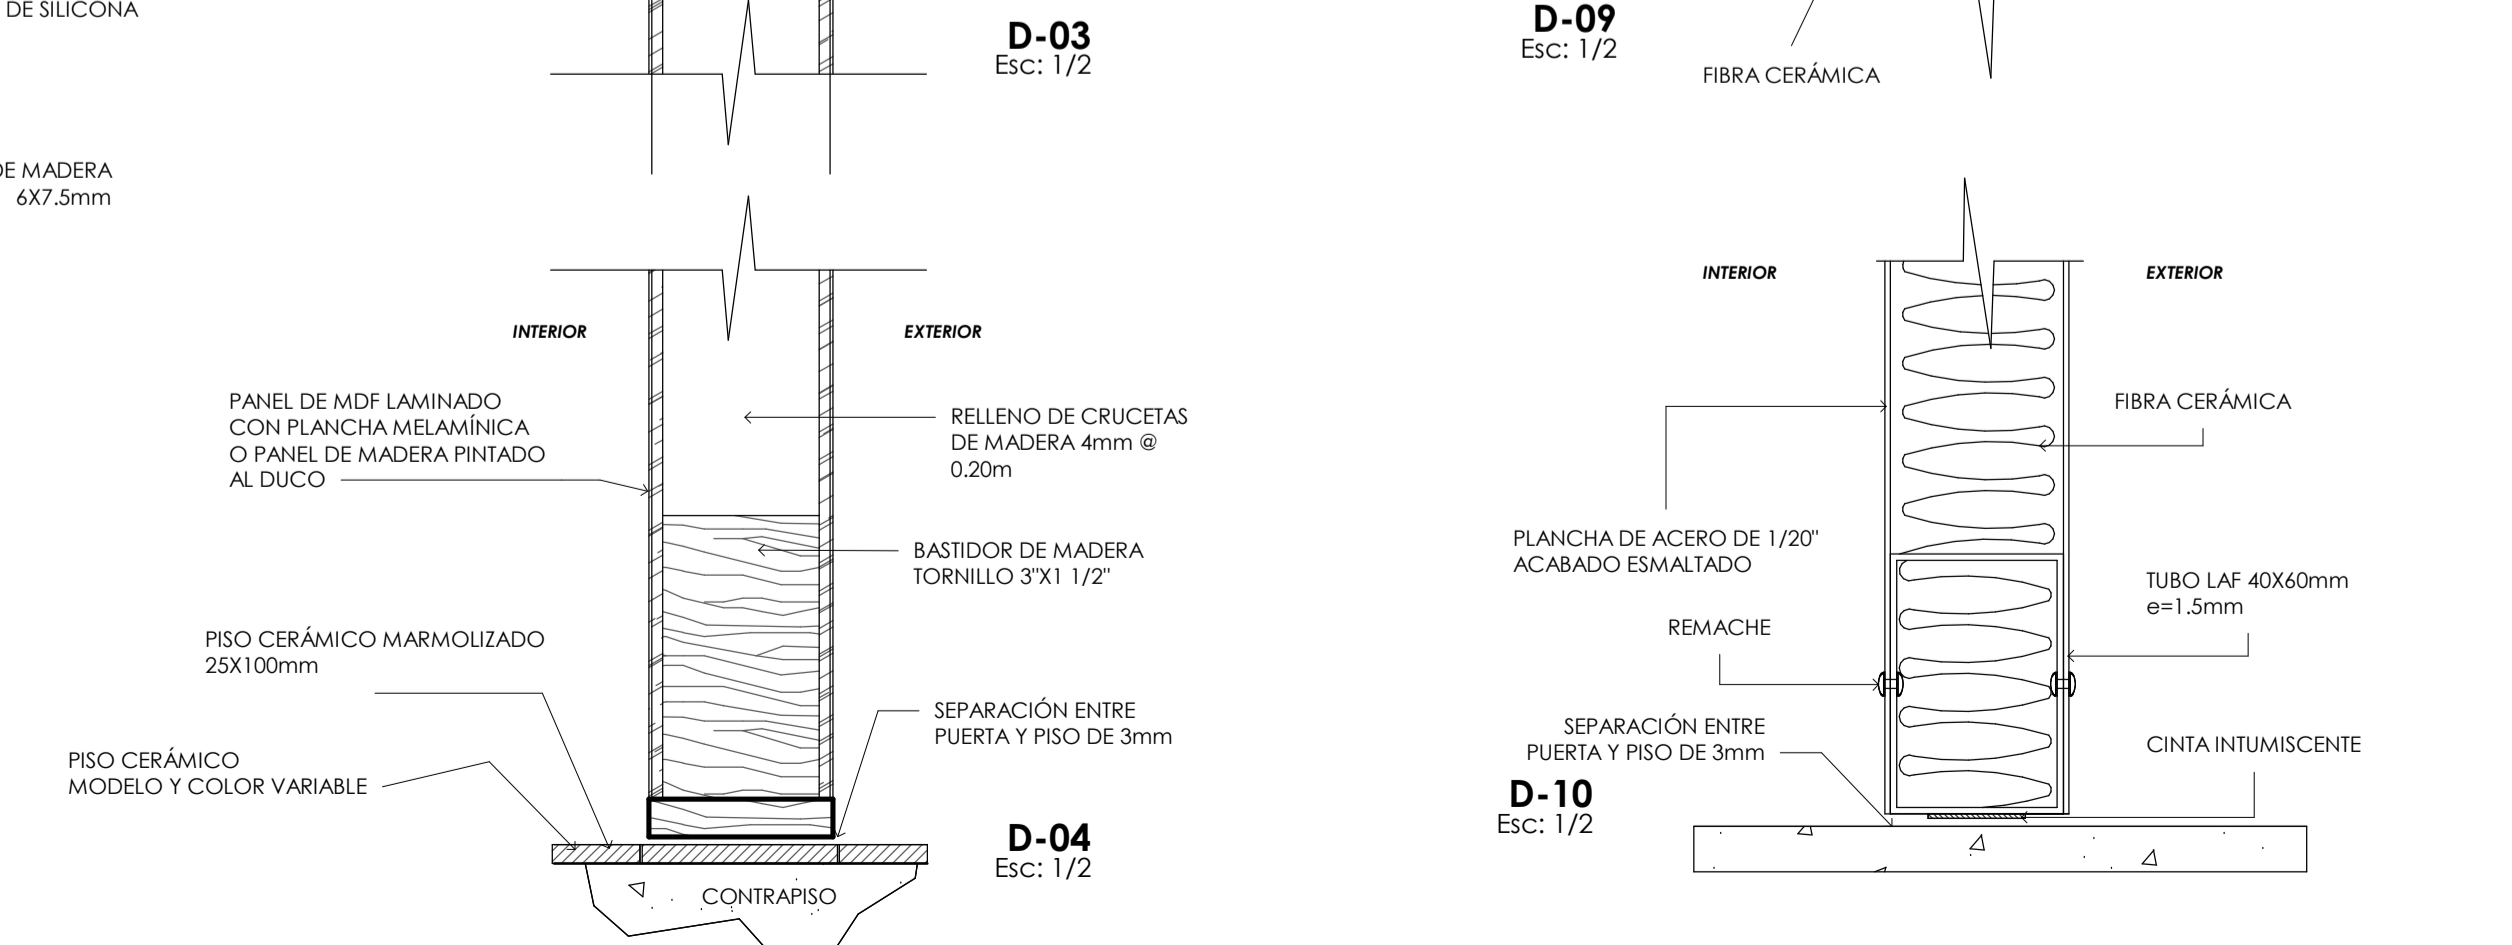 DE SILICONA
DE MADERA
6X7.5mm
D-03
Esc: 1/2
INTERIOR
EXTERIOR
PANEL DE MDF LAMINADO
CON PLANCHA MELAMÍNICA
O PANEL DE MADERA PINTADO
AL DUCO
RELLENO DE CRUCETAS
DE MADERA 4mm @
0.20m
BASTIDOR DE MADERA
TORNILLO 3"X1 1/2"
PISO CERÁMICO MARMOLIZADO
25X100mm
SEPARACIÓN ENTRE
PUERTA Y PISO DE 3mm
PISO CERÁMICO
MODELO Y COLOR VARIABLE
D-04
Esc: 1/2
CONTRAPISO
D-09
Esc: 1/2
FIBRA CERÁMICA
INTERIOR
EXTERIOR
FIBRA CERÁMICA
PLANCHA DE ACERO DE 1/20"
ACABADO ESMALTADO
TUBO LAF 40X60mm
e=1.5mm
REMACHE
SEPARACIÓN ENTRE
PUERTA Y PISO DE 3mm
CINTA INTUMISCENTE
D-10
Esc: 1/2